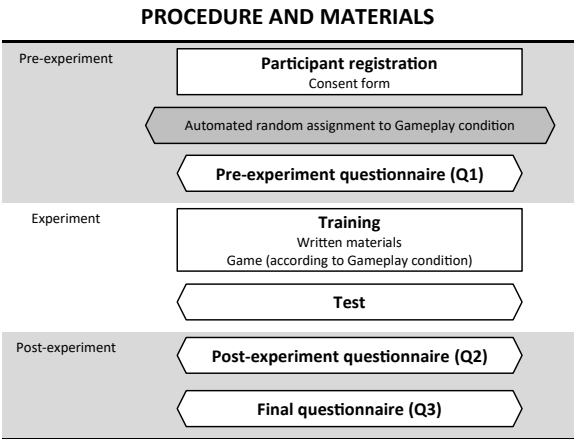 PROCEDURE AND MATERIALS
Pre-experiment
Participant registration
Consent form
Automated random assignment to Gameplay condition
Pre-experiment questionnaire (Q1)
Experiment
Training
Written materials
Game (according to Gameplay condition)
Test
Post-experiment
Post-experiment questionnaire (Q2)
Final questionnaire (Q3)